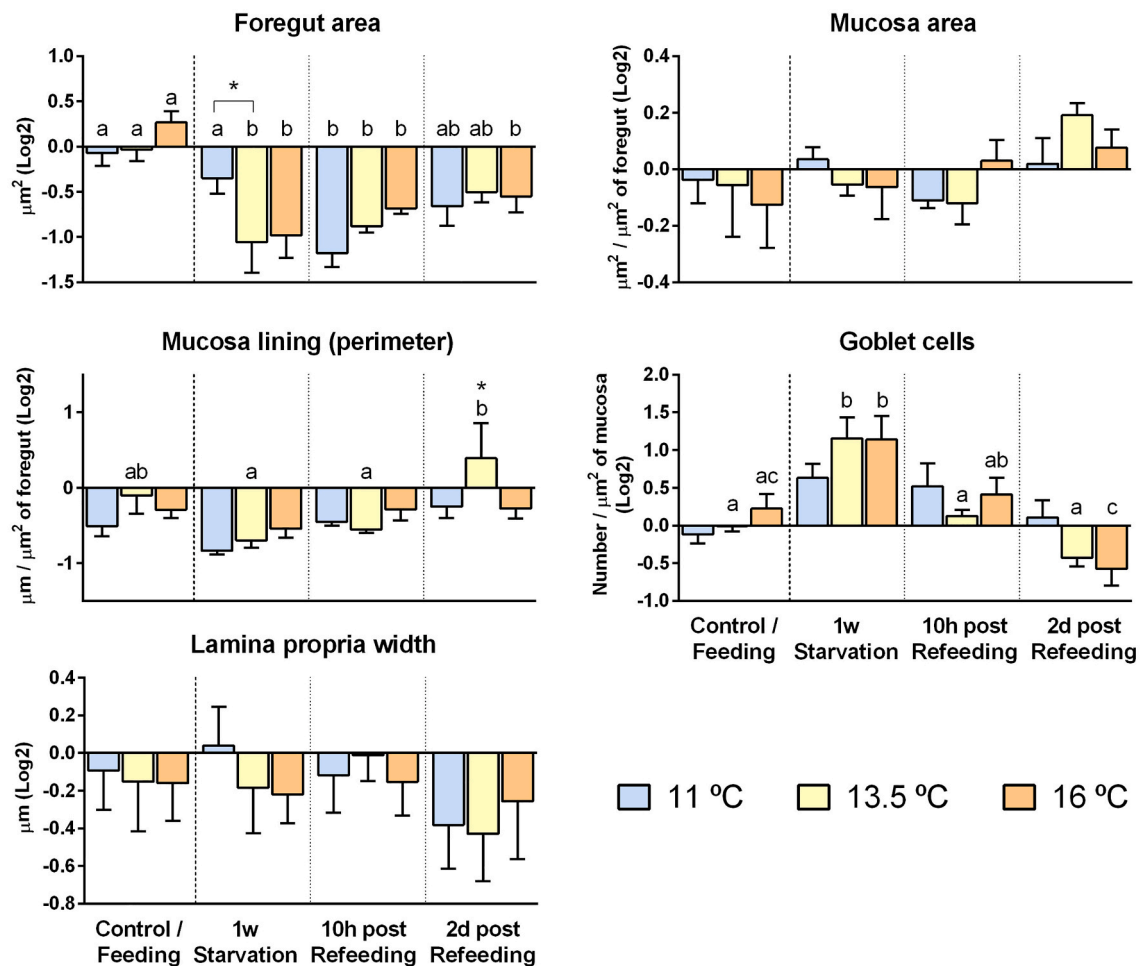 Foregut area
μm² (Log2)
1.0
0.5
0.0
-0.5
-1.0
-1.5
a a a
*
a b b
b b b
ab ab b
Mucosa area
μm² / μm² of foregut (Log2)
0.4
0.2
0.0
-0.2
-0.4
Mucosa lining (perimeter)
μm / μm² of foregut (Log2)
1
0
-1
ab
a
a
*
b
Goblet cells
Number / μm² of mucosa
(Log2)
2.0
1.5
1.0
0.5
0.0
-0.5
-1.0
a ac
b b
a ab
a c
Control /
Feeding
1w
Starvation
10h post
Refeeding
2d post
Refeeding
Lamina propria width
μm (Log2)
0.4
0.2
0.0
-0.2
-0.4
-0.6
-0.8
Control /
Feeding
1w
Starvation
10h post
Refeeding
2d post
Refeeding
11 ºC
13.5 ºC
16 ºC